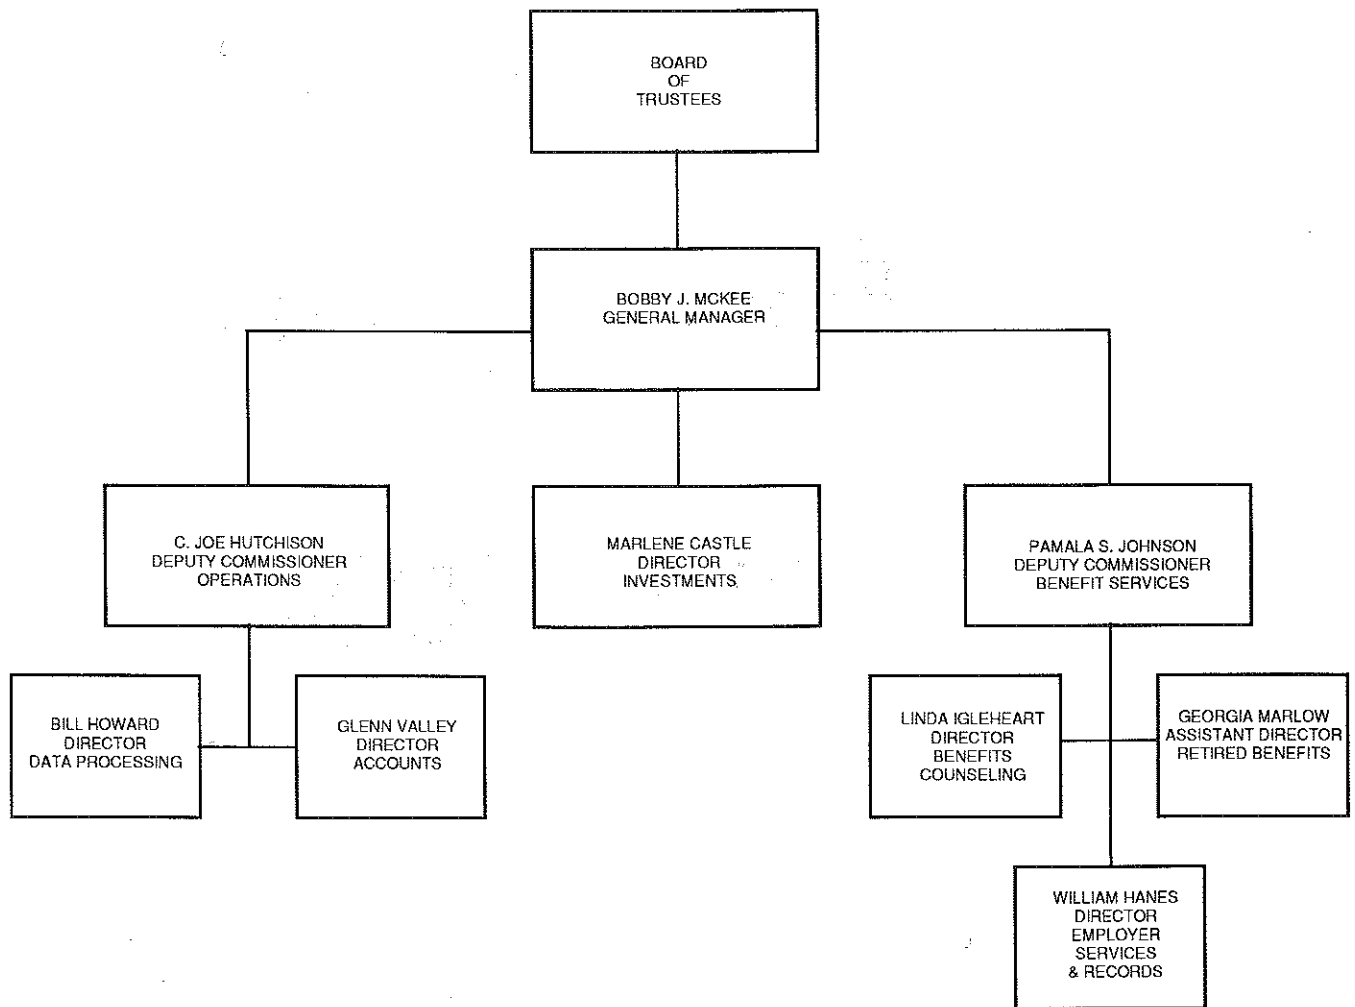 BOARD
OF
TRUSTEES
BOBBY J. MCKEE
GENERAL MANAGER
C. JOE HUTCHISON
DEPUTY COMMISSIONER
OPERATIONS
MARLENE CASTLE
DIRECTOR
INVESTMENTS
PAMALA S. JOHNSON
DEPUTY COMMISSIONER
BENEFIT SERVICES
BILL HOWARD
DIRECTOR
DATA PROCESSING
GLENN VALLEY
DIRECTOR
ACCOUNTS
LINDA IGLEHEART
DIRECTOR
BENEFITS
COUNSELING
GEORGIA MARLOW
ASSISTANT DIRECTOR
RETIRED BENEFITS
WILLIAM HANES
DIRECTOR
EMPLOYER
SERVICES
& RECORDS